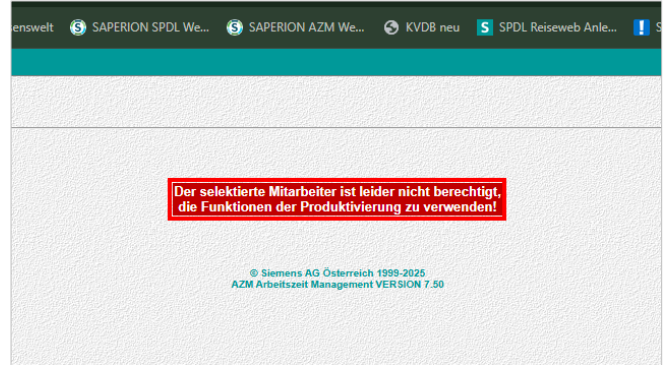 enswelt SAPERION SPDL We... SAPERION AZM We... KVDB neu SPDL Reiseweb Anle... S
Der selektierte Mitarbeiter ist leider nicht berechtigt,
die Funktionen der Produktivierung zu verwenden!
© Siemens AG Österreich 1999-2025
AZM Arbeitszeit Management VERSION 7.50